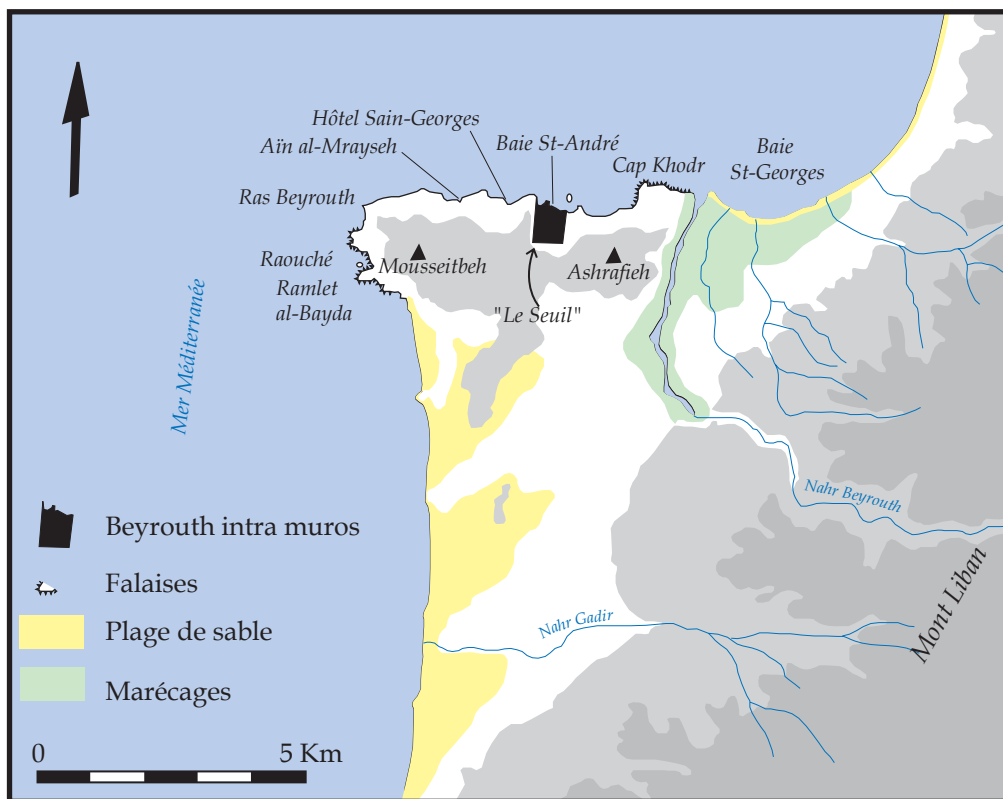 Hôtel Sain-Georges
Aïn al-Mrayseh
Baie St-André
Cap Khodr
Baie
St-Georges
Ras Beyrouth
Raouché
Ramlet
al-Bayda
Mousseitbeh
Ashrafieh
"Le Seuil"
Mer Méditerranée
Nahr Beyrouth
Nahr Gadir
Mont Liban
Beyrouth intra muros
Falaises
Plage de sable
Marécages
0
5 Km